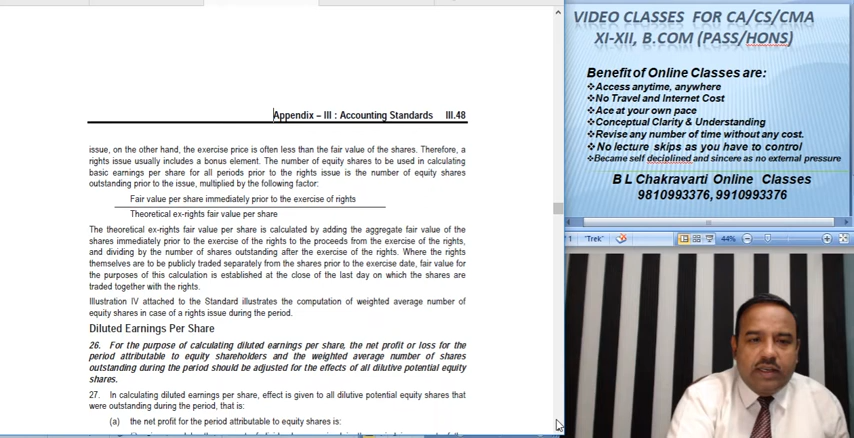 Appendix – III : Accounting Standards III.48
issue, on the other hand, the exercise price is often less than the fair value of the shares. Therefore, a
rights issue usually includes a bonus element. The number of equity shares to be used in calculating
basic earnings per share for all periods prior to the rights issue is the number of equity shares
outstanding prior to the issue, multiplied by the following factor:
Fair value per share immediately prior to the exercise of rights
Theoretical ex-rights fair value per share
The theoretical ex-rights fair value per share is calculated by adding the aggregate fair value of the
shares immediately prior to the exercise of the rights to the proceeds from the exercise of the rights,
and dividing by the number of shares outstanding after the exercise of the rights. Where the rights
themselves are to be publicly traded separately from the shares prior to the exercise date, fair value for
the purposes of this calculation is established at the close of the last day on which the shares are
traded together with the rights.
Illustration IV attached to the Standard illustrates the computation of weighted average number of
equity shares in case of a rights issue during the period.
Diluted Earnings Per Share
26. For the purpose of calculating diluted earnings per share, the net profit or loss for the
period attributable to equity shareholders and the weighted average number of shares
outstanding during the period should be adjusted for the effects of all dilutive potential equity
shares.
27. In calculating diluted earnings per share, effect is given to all dilutive potential equity shares that
were outstanding during the period, that is:
(a) the net profit for the period attributable to equity shares is:
VIDEO CLASSES FOR CA/CS/CMA
XI-XII, B.COM (PASS/HONS)
Benefit of Online Classes are:
❖Access anytime, anywhere
❖No Travel and Internet Cost
❖Ace at your own pace
❖Conceptual Clarity & Understanding
❖Revise any number of time without any cost.
❖No lecture skips as you have to control
❖Became self deciplined and sincere as no external pressure
B L Chakravarti Online Classes
9810993376, 9910993376
f 1 "Trek" 44%